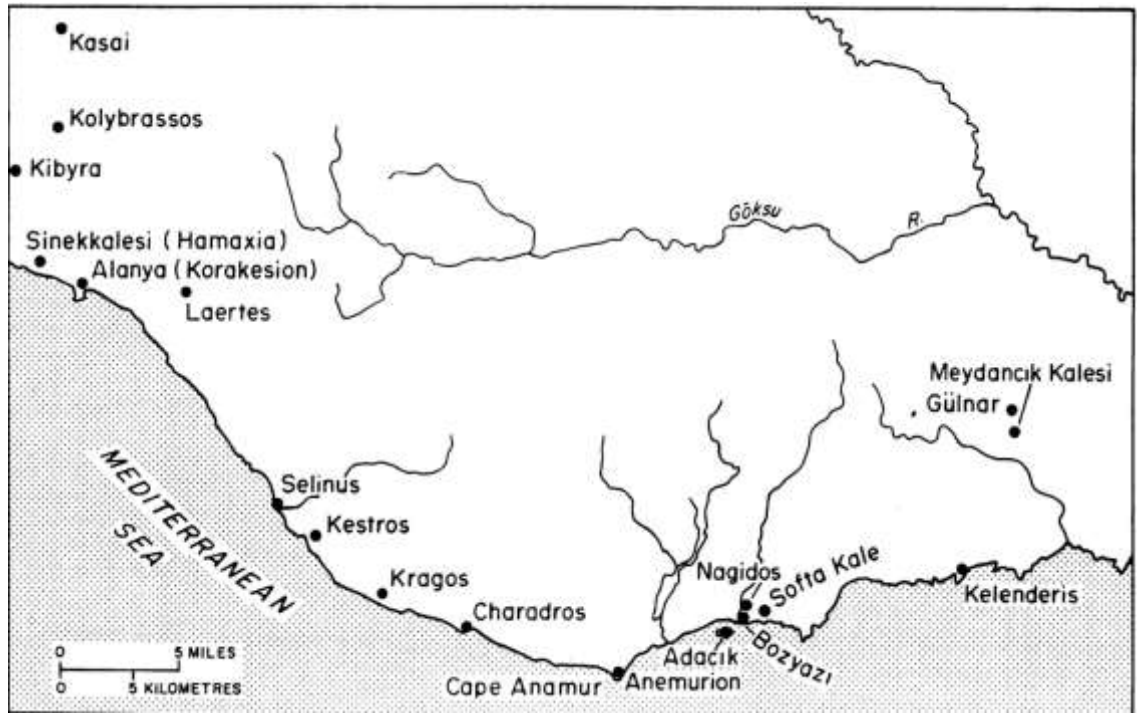 Kasai
Kolybrassos
Kibyra
Göksu R.
Sinekkalesi (Hamaxia)
Alanya (Korakesion)
Laertes
Meydancık Kalesi
Gülnar
MEDITERRANEAN
SEA
Selinus
Kestros
Kragos
Charadros
Nagidos
Softa Kale
Kelenderis
Adacık
Bozyazı
Cape Anamur
Anemurion
0 5 MILES
0 5 KILOMETRES